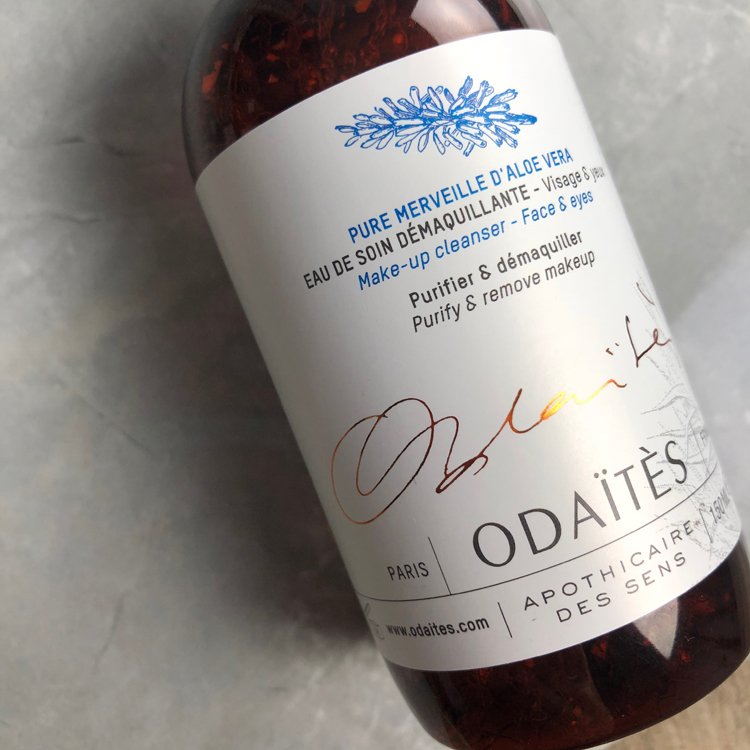 PURE MERVEILLE D'ALOE VERA
EAU DE SOIN DÉMAQUILLANTE - Visage & yeux
Make-up cleanser - Face & eyes
Purifier & démaquiller
Purify & remove makeup
Odaïtè
ODAÏTÈS
PARIS
APOTHICAIRE
DES SENS
www.odaites.com